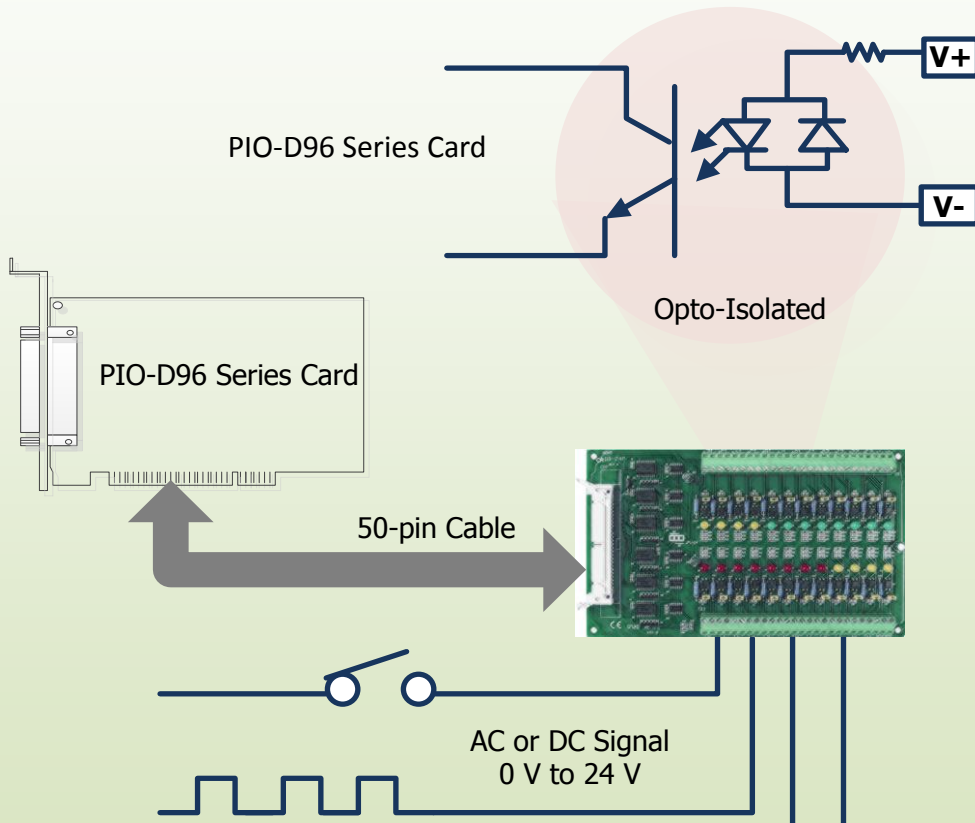 V+
PIO-D96 Series Card
V-
Opto-Isolated
PIO-D96 Series Card
50-pin Cable
AC or DC Signal
0 V to 24 V